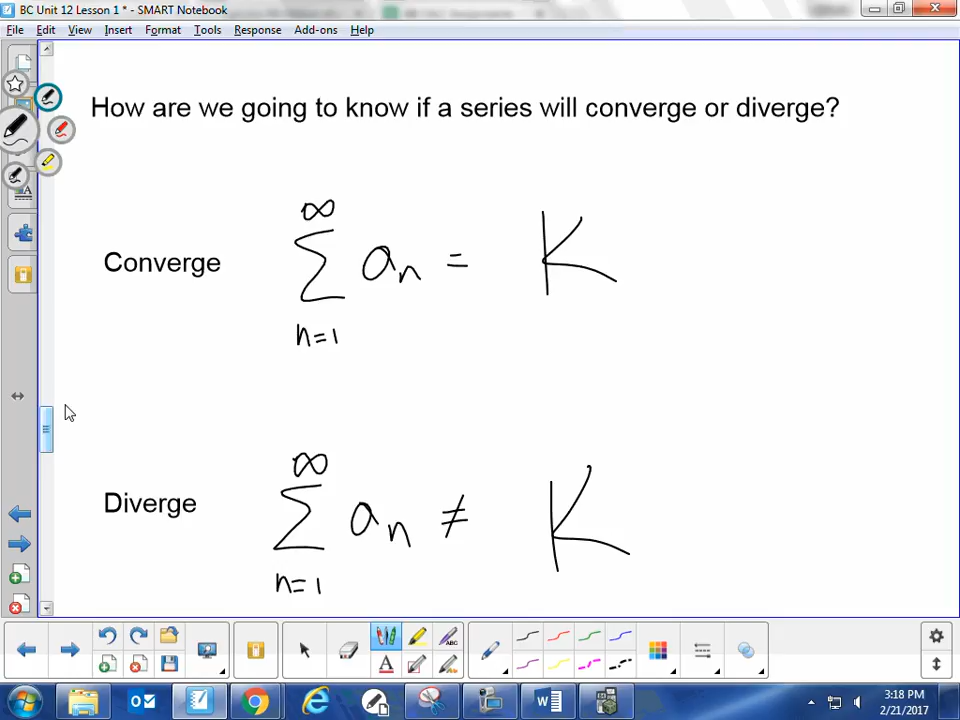 BC Unit 12 Lesson 1 * - SMART Notebook
File Edit View Insert Format Tools Response Add-ons Help
How are we going to know if a series will converge or diverge?
∞
Converge ∑ aₙ = K
n=1
∞
Diverge ∑ aₙ ≠ K
n=1
3:18 PM
2/21/2017